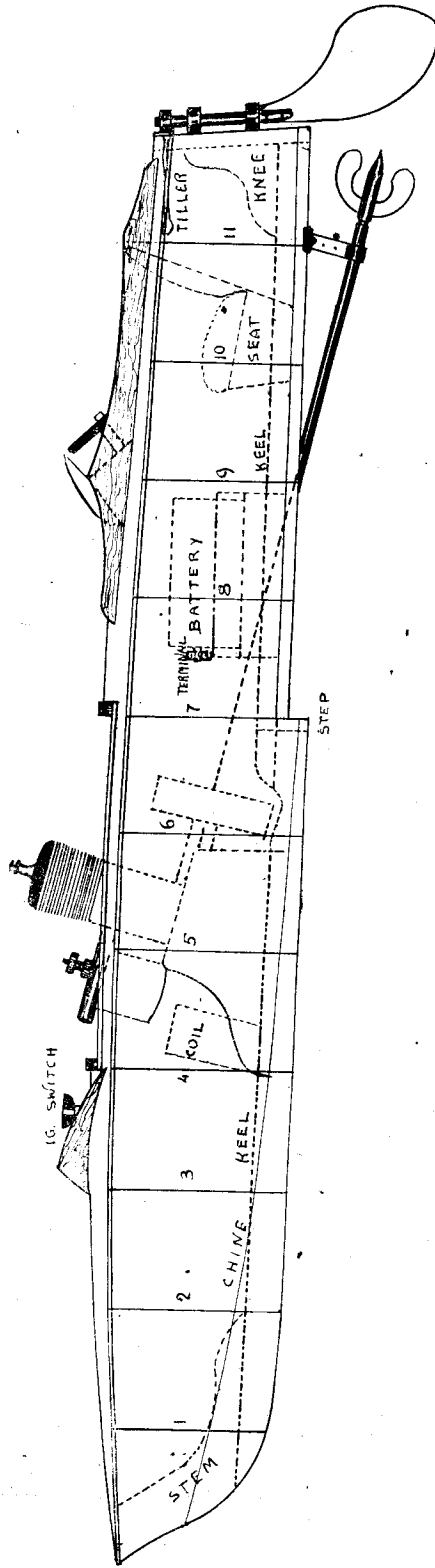 IG. SWITCH
1
2
3
4
5
6
7
8
9
10
11
STEM
CHINE
KEEL
COIL
STEP
TERMINAL
BATTERY
KEEL
SEAT
TILLER
KNEE